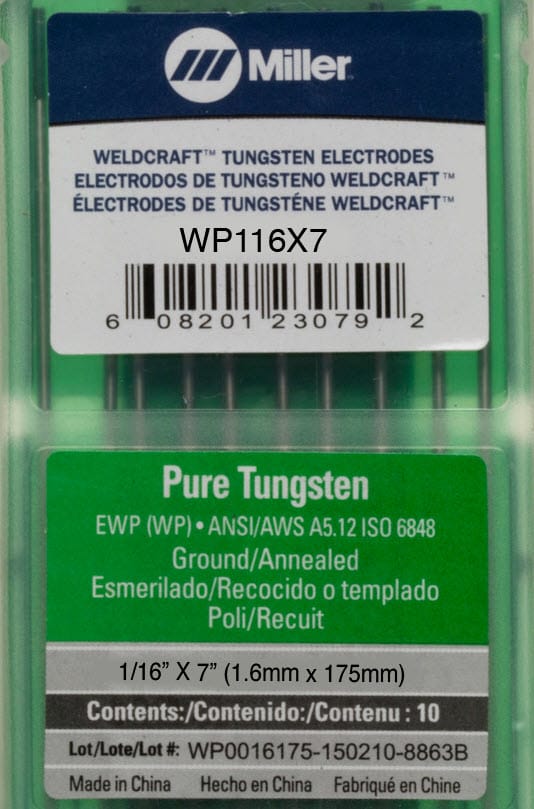 Miller
WELDCRAFT™ TUNGSTEN ELECTRODES
ELECTRODOS DE TUNGSTENO WELDCRAFT™
ÉLECTRODES DE TUNGSTÉNE WELDCRAFT™
WP116X7
6 08201 23079 2
Pure Tungsten
EWP (WP) • ANSI/AWS A5.12 ISO 6848
Ground/Annealed
Esmerilado/Recocido o templado
Poli/Recuit
1/16” X 7” (1.6mm x 175mm)
Contents:/Contenido:/Contenu : 10
Lot/Lote/Lot #: WP0016175-150210-8863B
Made in China Hecho en China Fabriqué en Chine